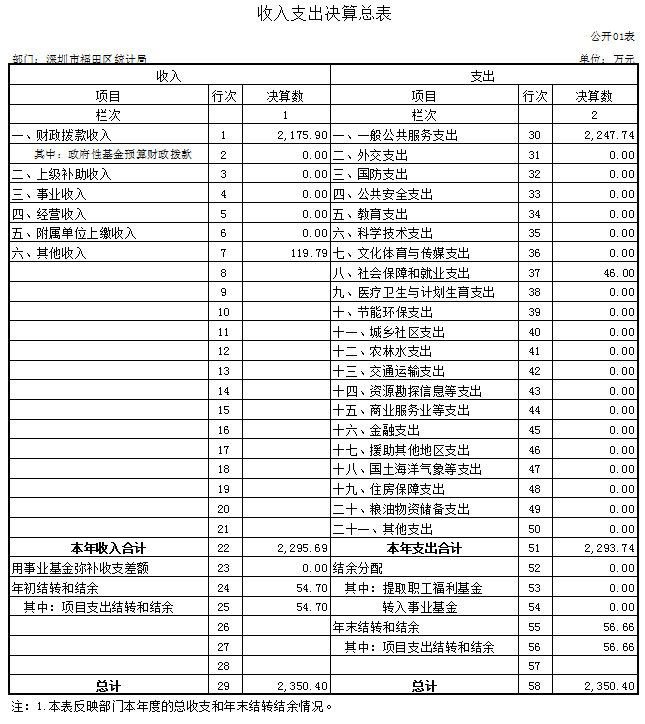 收入支出决算总表
公开01表
部门：深圳市福田区统计局 单位：万元
收入 支出
项目 行次 决算数 项目 行次 决算数
栏次 1 栏次 2
一、财政拨款收入 1 2,175.90 一、一般公共服务支出 30 2,247.74
其中：政府性基金预算财政拨款 2 0.00 二、外交支出 31 0.00
二、上级补助收入 3 0.00 三、国防支出 32 0.00
三、事业收入 4 0.00 四、公共安全支出 33 0.00
四、经营收入 5 0.00 五、教育支出 34 0.00
五、附属单位上缴收入 6 0.00 六、科学技术支出 35 0.00
六、其他收入 7 119.79 七、文化体育与传媒支出 36 0.00
8 八、社会保障和就业支出 37 46.00
9 九、医疗卫生与计划生育支出 38 0.00
10 十、节能环保支出 39 0.00
11 十一、城乡社区支出 40 0.00
12 十二、农林水支出 41 0.00
13 十三、交通运输支出 42 0.00
14 十四、资源勘探信息等支出 43 0.00
15 十五、商业服务业等支出 44 0.00
16 十六、金融支出 45 0.00
17 十七、援助其他地区支出 46 0.00
18 十八、国土海洋气象等支出 47 0.00
19 十九、住房保障支出 48 0.00
20 二十、粮油物资储备支出 49 0.00
21 二十一、其他支出 50 0.00
本年收入合计 22 2,295.69 本年支出合计 51 2,293.74
用事业基金弥补收支差额 23 0.00 结余分配 52 0.00
年初结转和结余 24 54.70 其中：提取职工福利基金 53 0.00
其中：项目支出结转和结余 25 54.70 转入事业基金 54 0.00
26 年末结转和结余 55 56.66
27 其中：项目支出结转和结余 56 56.66
28 57
总计 29 2,350.40 总计 58 2,350.40
注：1.本表反映部门本年度的总收支和年末结转结余情况。